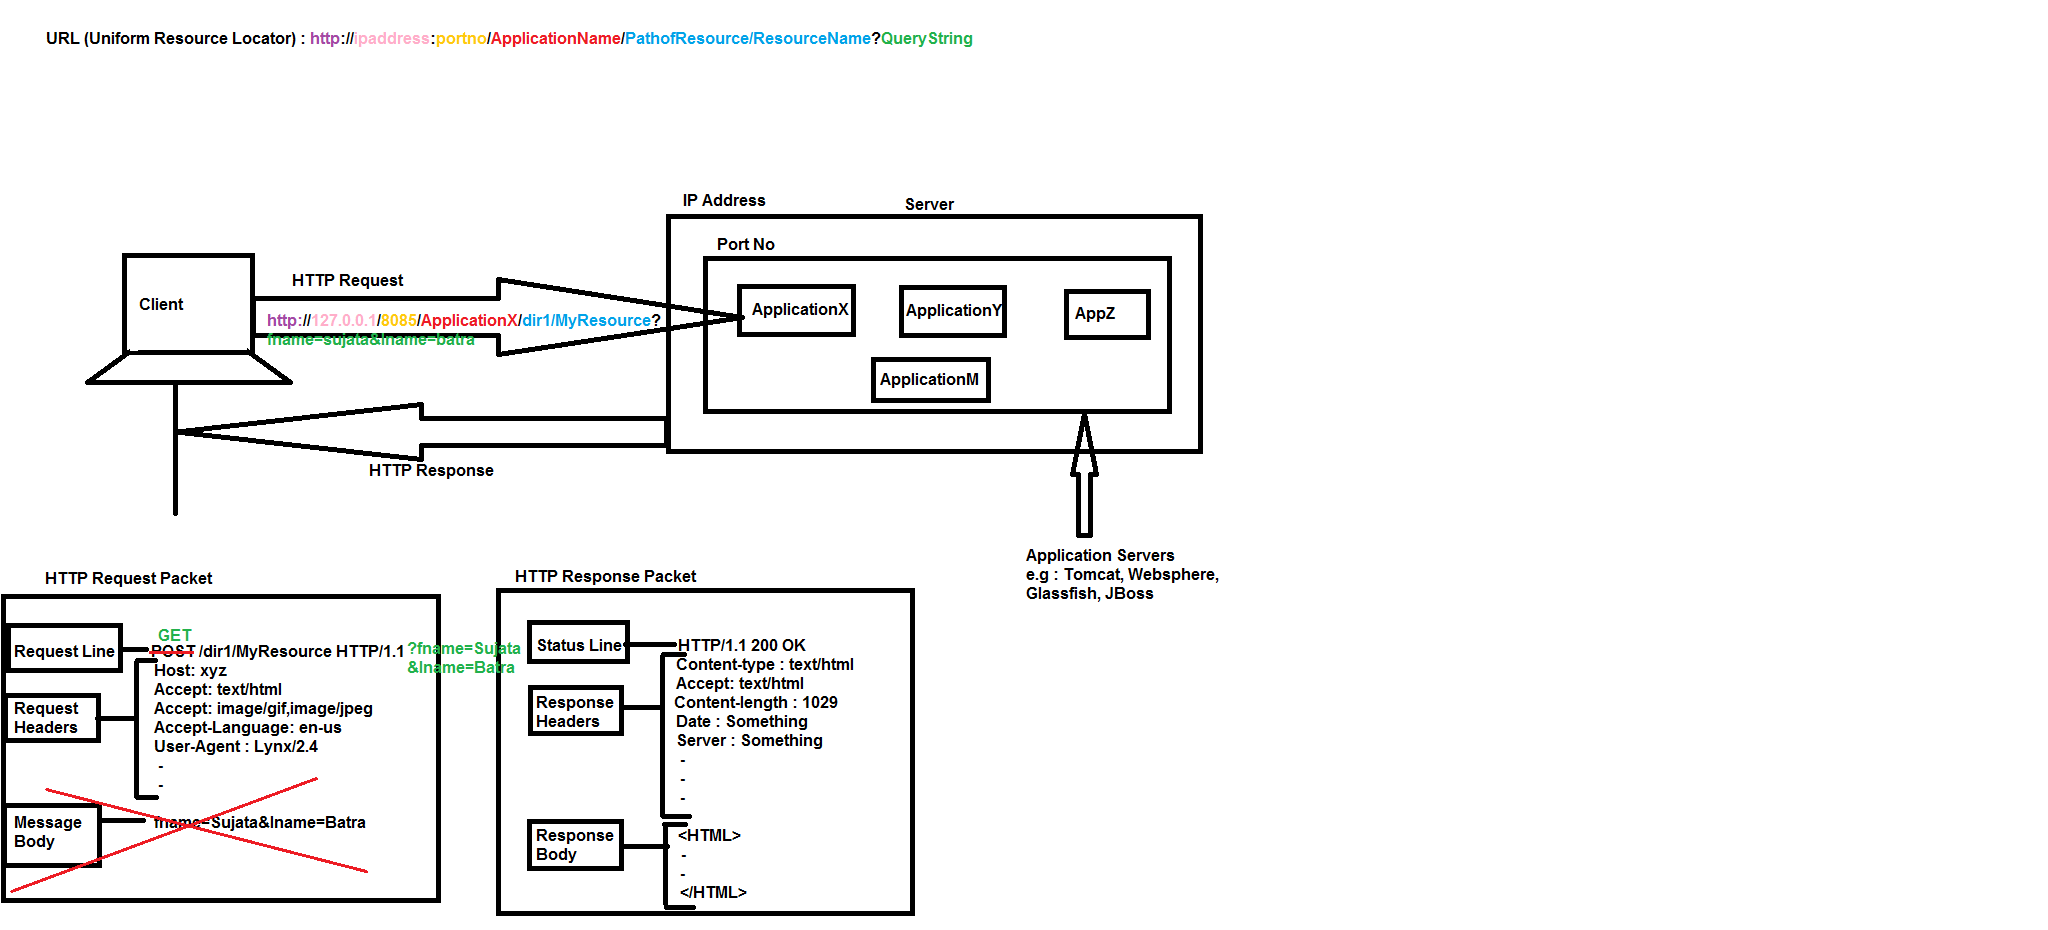 URL (Uniform Resource Locator) : http://ipaddress:portno/ApplicationName/PathofResource/ResourceName?QueryString
IP Address
Server
Port No
Client
HTTP Request
http://127.0.0.1/8085/ApplicationX/dir1/MyResource?
fname=sujata&lname=batra
ApplicationX
ApplicationY
AppZ
ApplicationM
HTTP Response
Application Servers
e.g : Tomcat, Websphere,
Glassfish, JBoss
HTTP Request Packet
GET
Request Line
POST /dir1/MyResource HTTP/1.1 ?fname=Sujata
&lname=Batra
Host: xyz
Accept: text/html
Request
Headers
Accept: image/gif,image/jpeg
Accept-Language: en-us
User-Agent : Lynx/2.4
-
-
Message
Body
fname=Sujata&lname=Batra
HTTP Response Packet
Status Line
HTTP/1.1 200 OK
Content-type : text/html
Accept: text/html
Response
Headers
Content-length : 1029
Date : Something
Server : Something
-
-
-
Response
Body
<HTML>
-
-
</HTML>